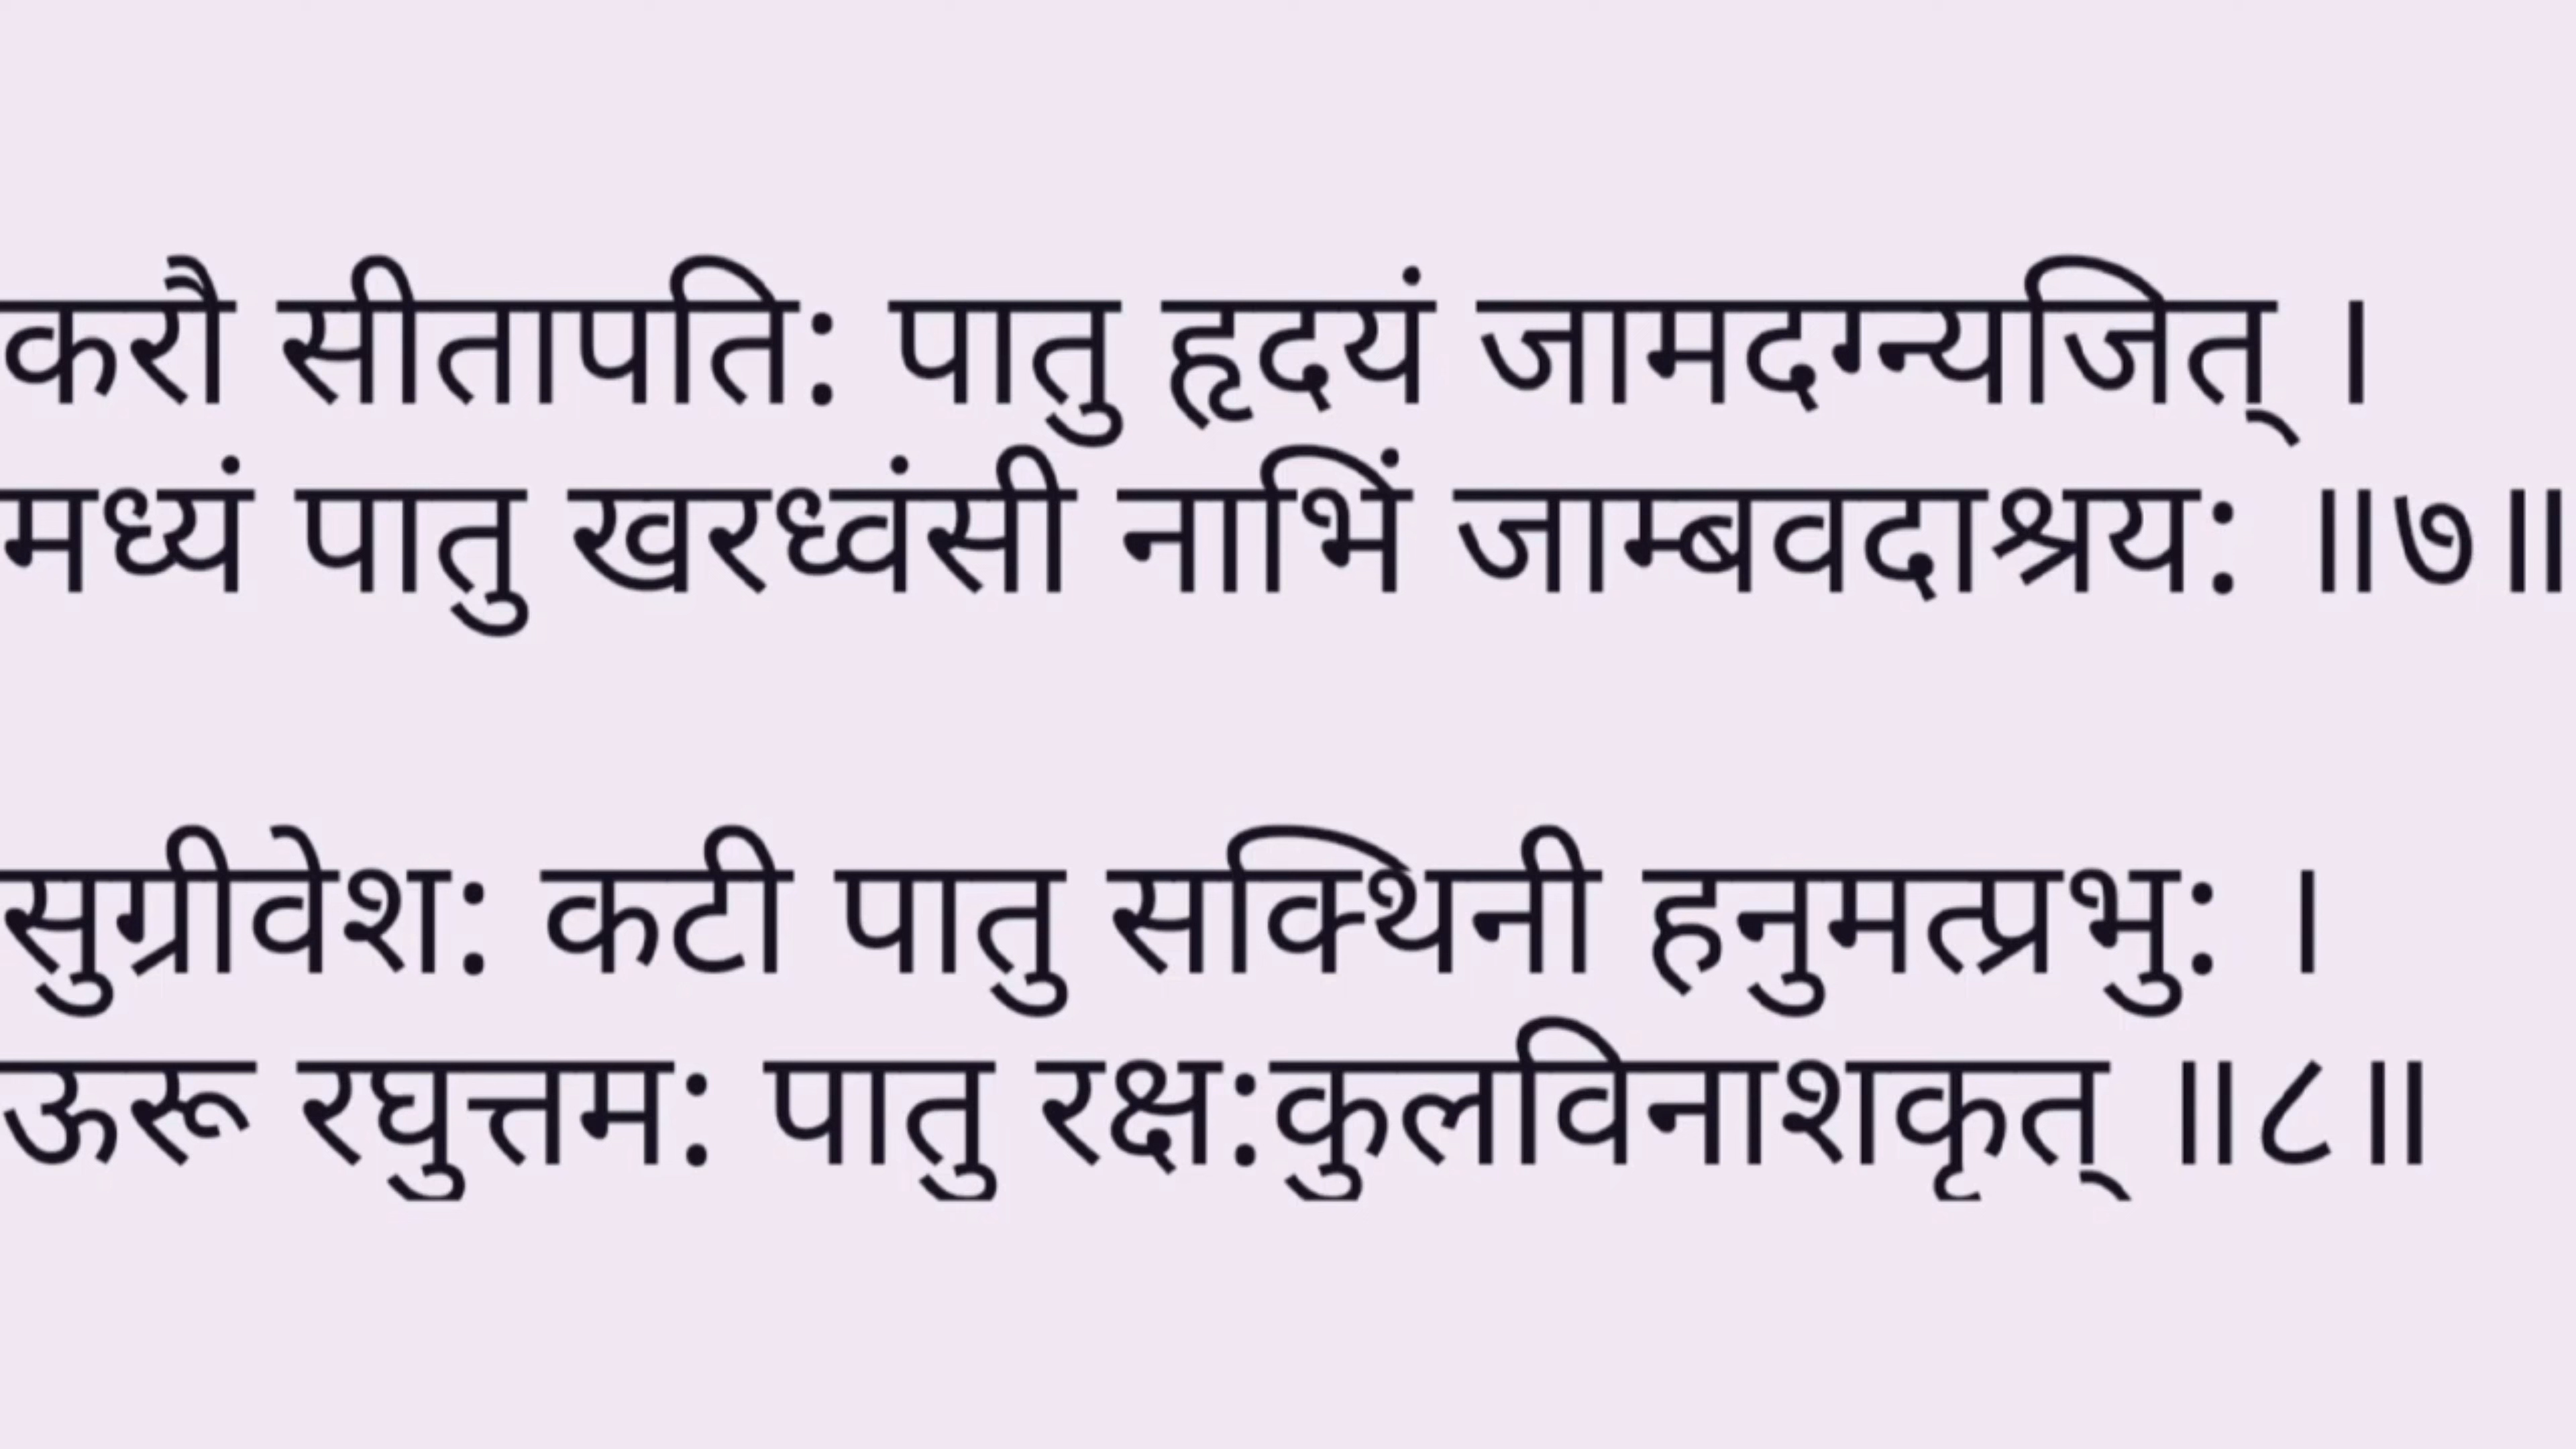 करौ सीतापति: पातु हृदयं जामदग्न्यजित् ।
मध्यं पातु खरध्वंसी नाभिं जाम्बवदाश्रय: ॥७॥
सुग्रीवेश: कटी पातु सक्थिनी हनुमत्प्रभु: ।
ऊरू रघुत्तम: पातु रक्ष:कुलविनाशकृत् ॥८॥